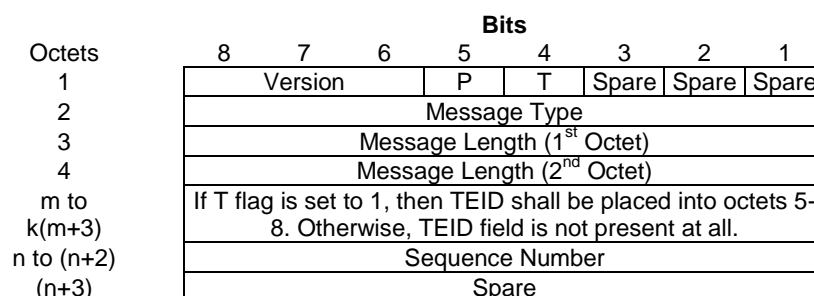 Bits
Octets 8 7 6 5 4 3 2 1
1 Version P T Spare Spare Spare
2 Message Type
3 Message Length (1st Octet)
4 Message Length (2nd Octet)
m to k(m+3) If T flag is set to 1, then TEID shall be placed into octets 5-
8. Otherwise, TEID field is not present at all.
n to (n+2) Sequence Number
(n+3) Spare